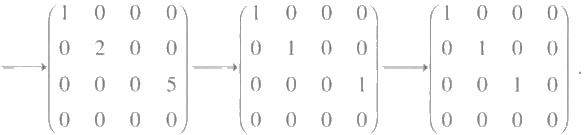 ⟶ (1 0 0 0 ⟶ (1 0 0 0 ⟶ (1 0 0 0
0 2 0 0 0 1 0 0 0 1 0 0
0 0 0 5 0 0 0 1 0 0 1 0
0 0 0 0) 0 0 0 0) 0 0 0 0) .